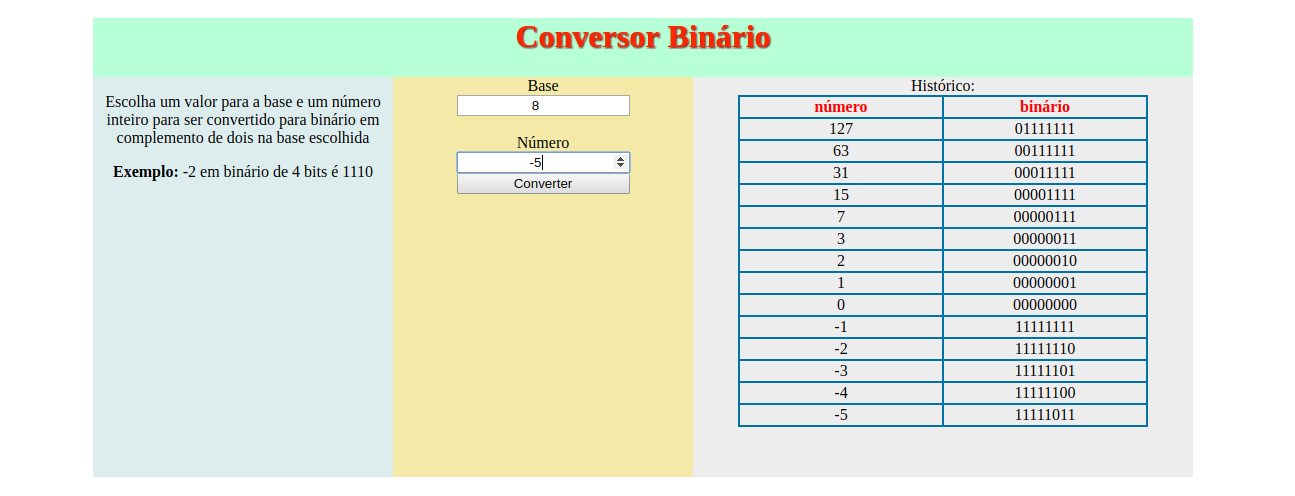 Conversor Binário
Escolha um valor para a base e um número
inteiro para ser convertido para binário em
complemento de dois na base escolhida
Exemplo: -2 em binário de 4 bits é 1110
Base
8
Número
-5
Converter
Histórico:
número binário
127 01111111
63 00111111
31 00011111
15 00001111
7 00000111
3 00000011
2 00000010
1 00000001
0 00000000
-1 11111111
-2 11111110
-3 11111101
-4 11111100
-5 11111011